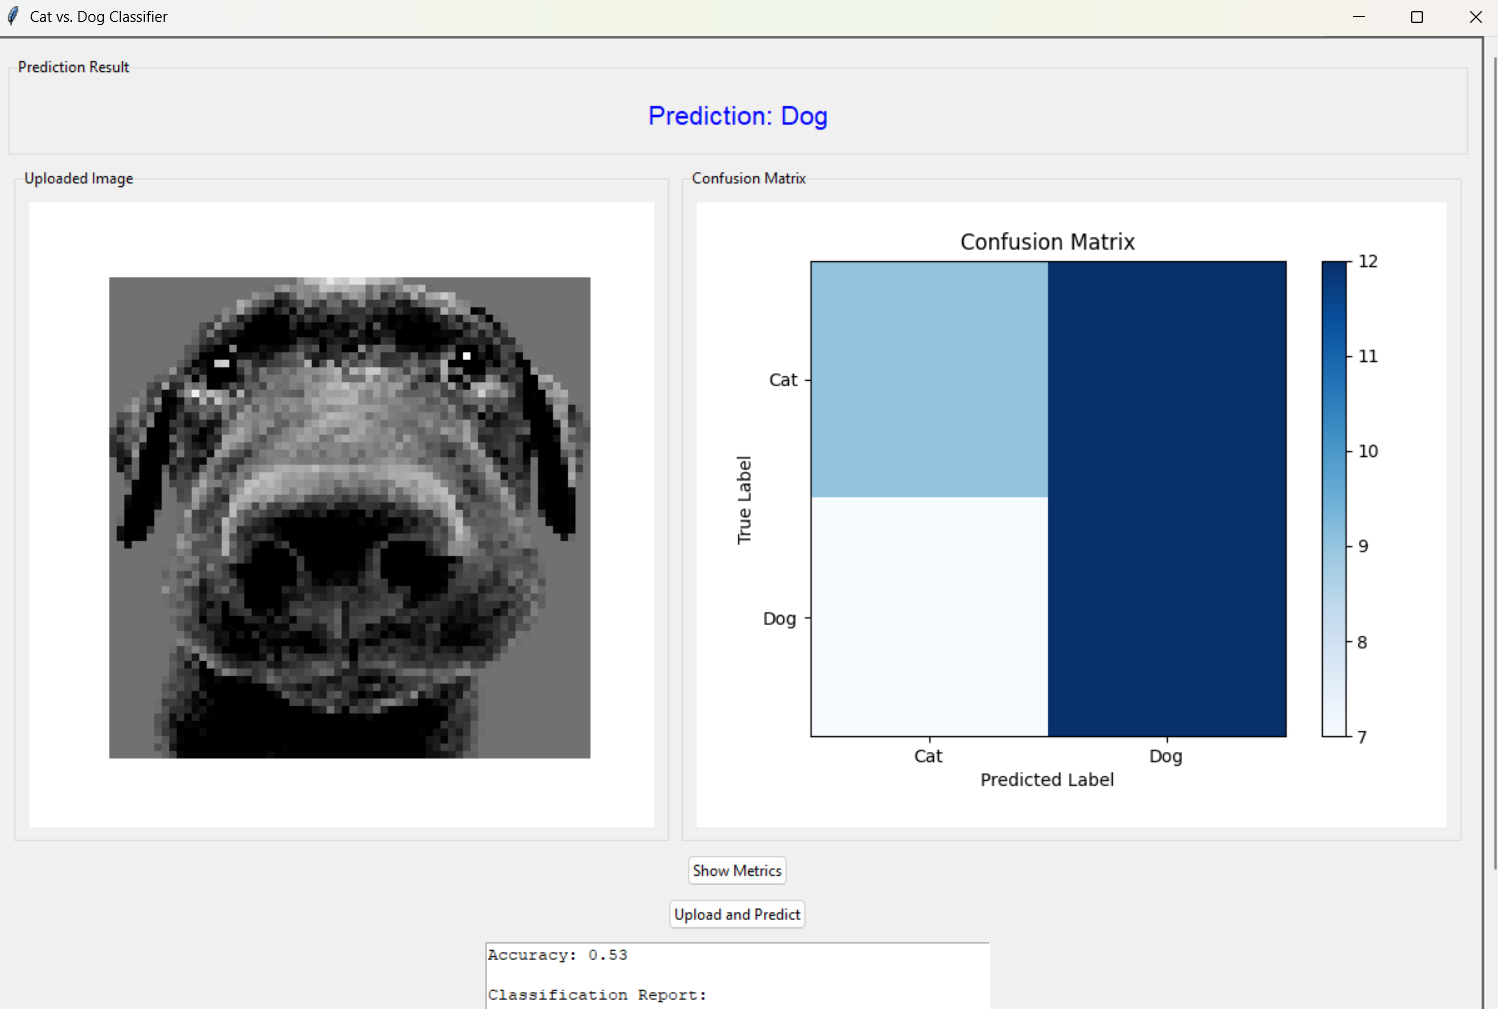 Cat vs. Dog Classifier
Prediction Result
Prediction: Dog
Uploaded Image
Confusion Matrix
Confusion Matrix
12
11
10
9
8
7
Cat
Dog
True Label
Cat Dog
Predicted Label
Show Metrics
Upload and Predict
Accuracy: 0.53
Classification Report: